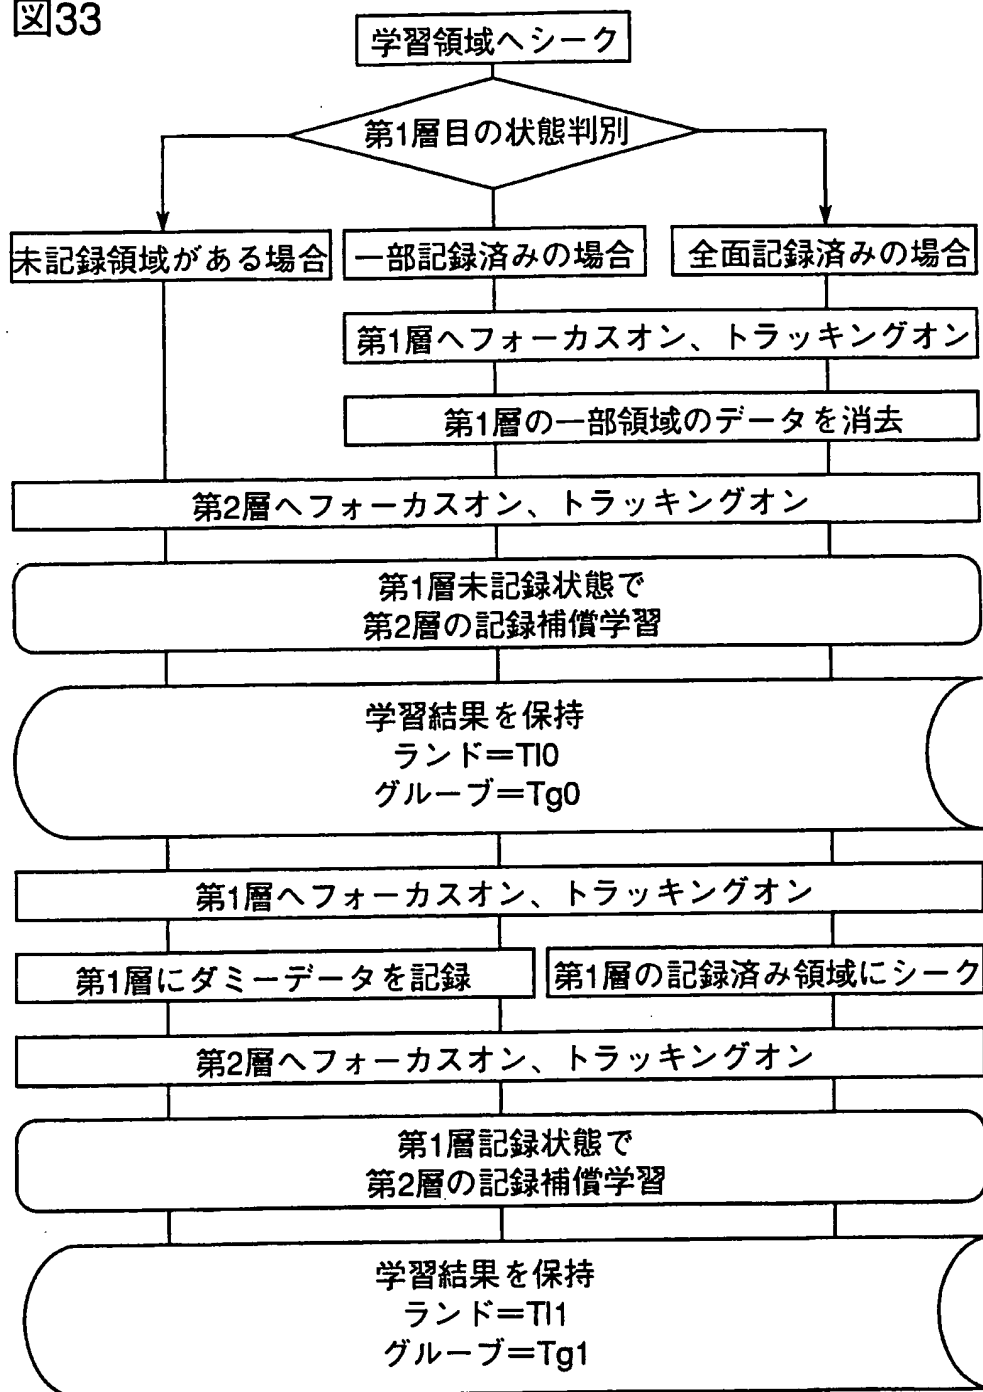 図33
学習領域へシーク
第1層目の状態判別
未記録領域がある場合
一部記録済みの場合
全面記録済みの場合
第1層へフォーカスオン、トラッキングオン
第1層の一部領域のデータを消去
第2層へフォーカスオン、トラッキングオン
第1層未記録状態で
第2層の記録補償学習
学習結果を保持
ランド＝Tl0
グルーブ＝Tg0
第1層へフォーカスオン、トラッキングオン
第1層にダミーデータを記録
第1層の記録済み領域にシーク
第2層へフォーカスオン、トラッキングオン
第1層記録状態で
第2層の記録補償学習
学習結果を保持
ランド＝Tl1
グルーブ＝Tg1